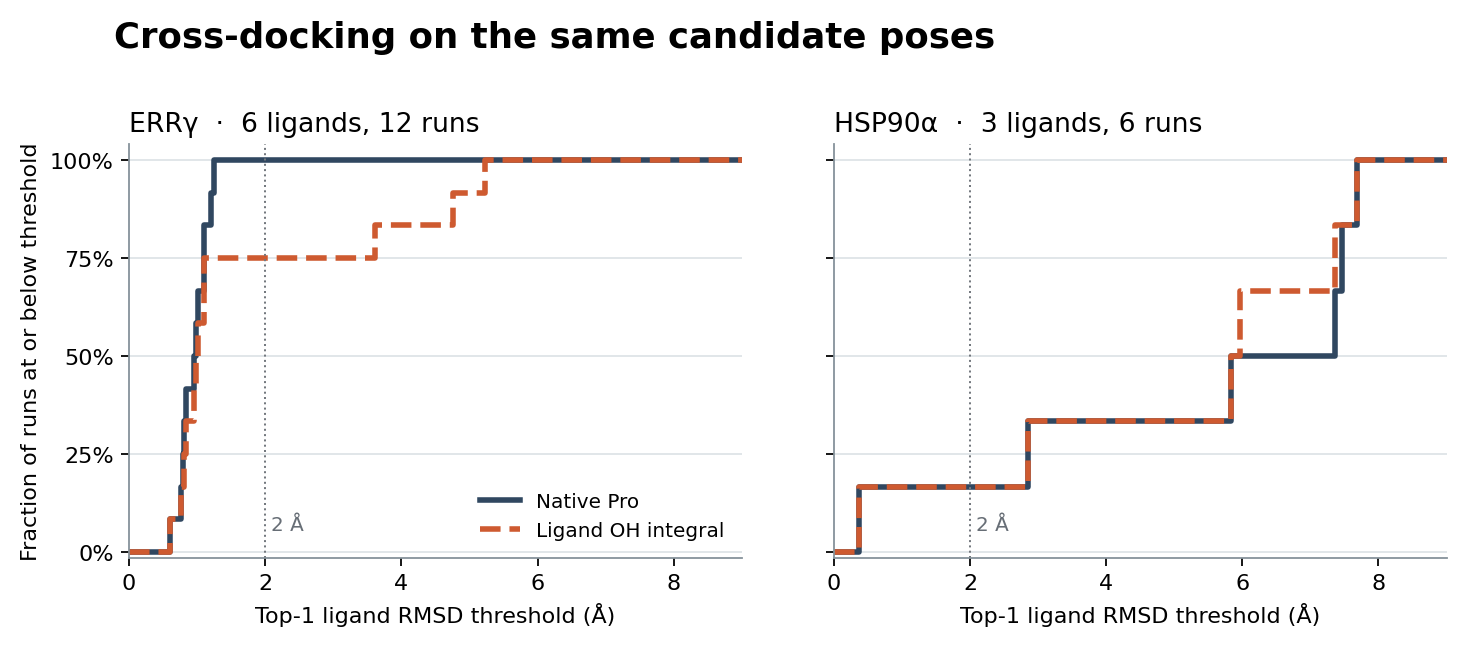 Cross-docking on the same candidate poses
ERRγ · 6 ligands, 12 runs
Fraction of runs at or below threshold
100%
75%
50%
25%
0%
2 Å
Native Pro
Ligand OH integral
0 2 4 6 8
Top-1 ligand RMSD threshold (Å)
HSP90α · 3 ligands, 6 runs
2 Å
0 2 4 6 8
Top-1 ligand RMSD threshold (Å)